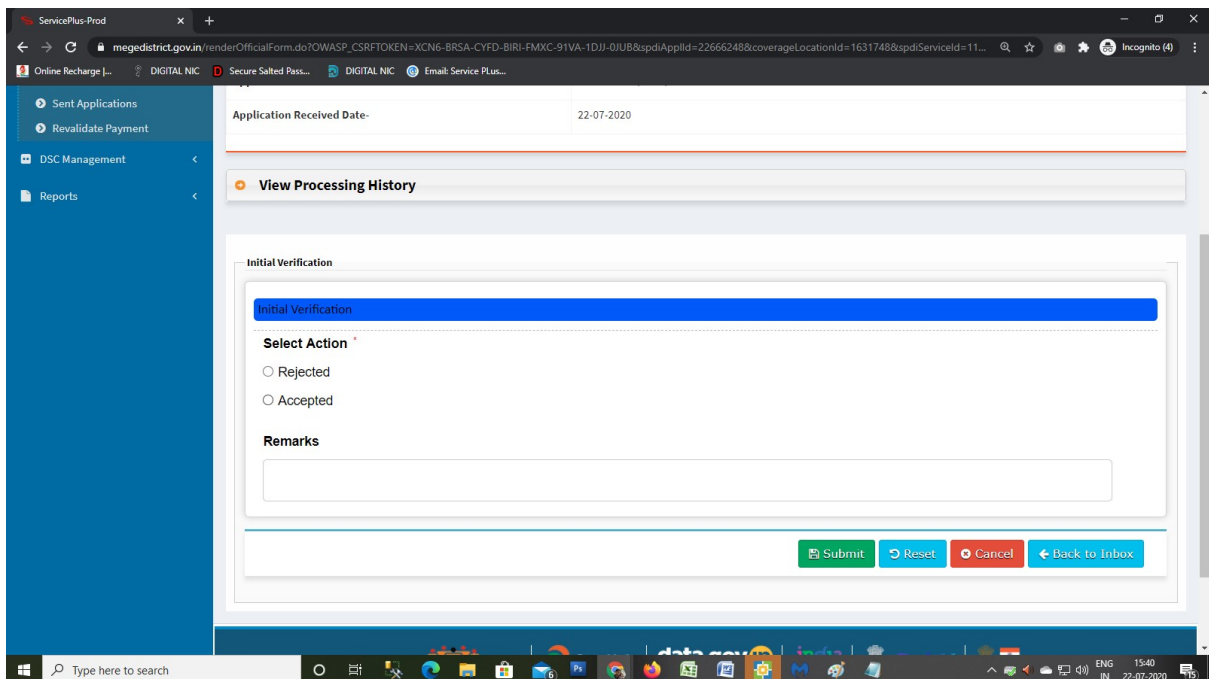 ServicePlus-Prod
megedistrict.gov.in/renderOfficialForm.do?OWASP_CSRFTOKEN=XCN6-BRSA-CYFD-BIRI-FMXC-91VA-1DJJ-0JUB&spdiApplId=22666248&coverageLocationId=1631748&spdiServiceId=11... Incognito (4)
Online Recharge |... DIGITAL NIC Secure Salted Pass... DIGITAL NIC Email: Service PLus...
Sent Applications
Revalidate Payment
DSC Management
Reports
Application Received Date- 22-07-2020
View Processing History
Initial Verification
Initial Verification
Select Action *
Rejected
Accepted
Remarks
Submit Reset Cancel Back to Inbox
Type here to search
ENG 15:40
IN 22-07-2020 15